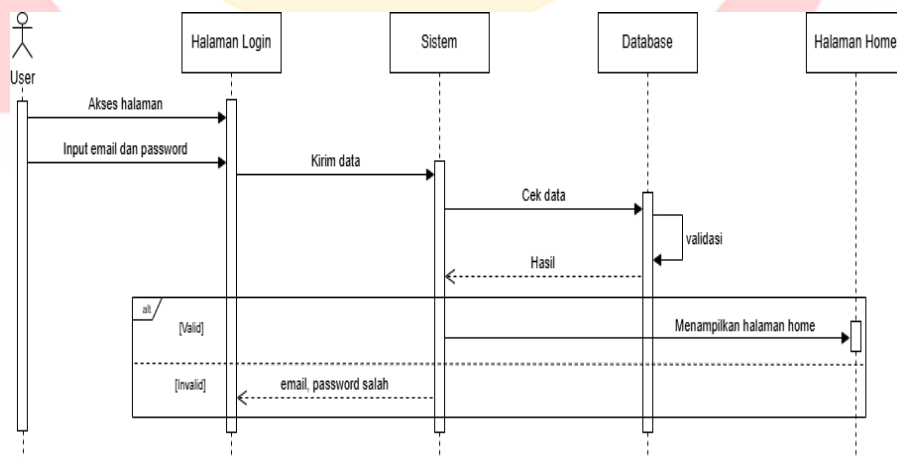 Halaman Login
Sistem
Database
Halaman Home
User
Akses halaman
Input email dan password
Kirim data
Cek data
validasi
Hasil
alt
[Valid]
Menampilkan halaman home
[Invalid]
email, password salah